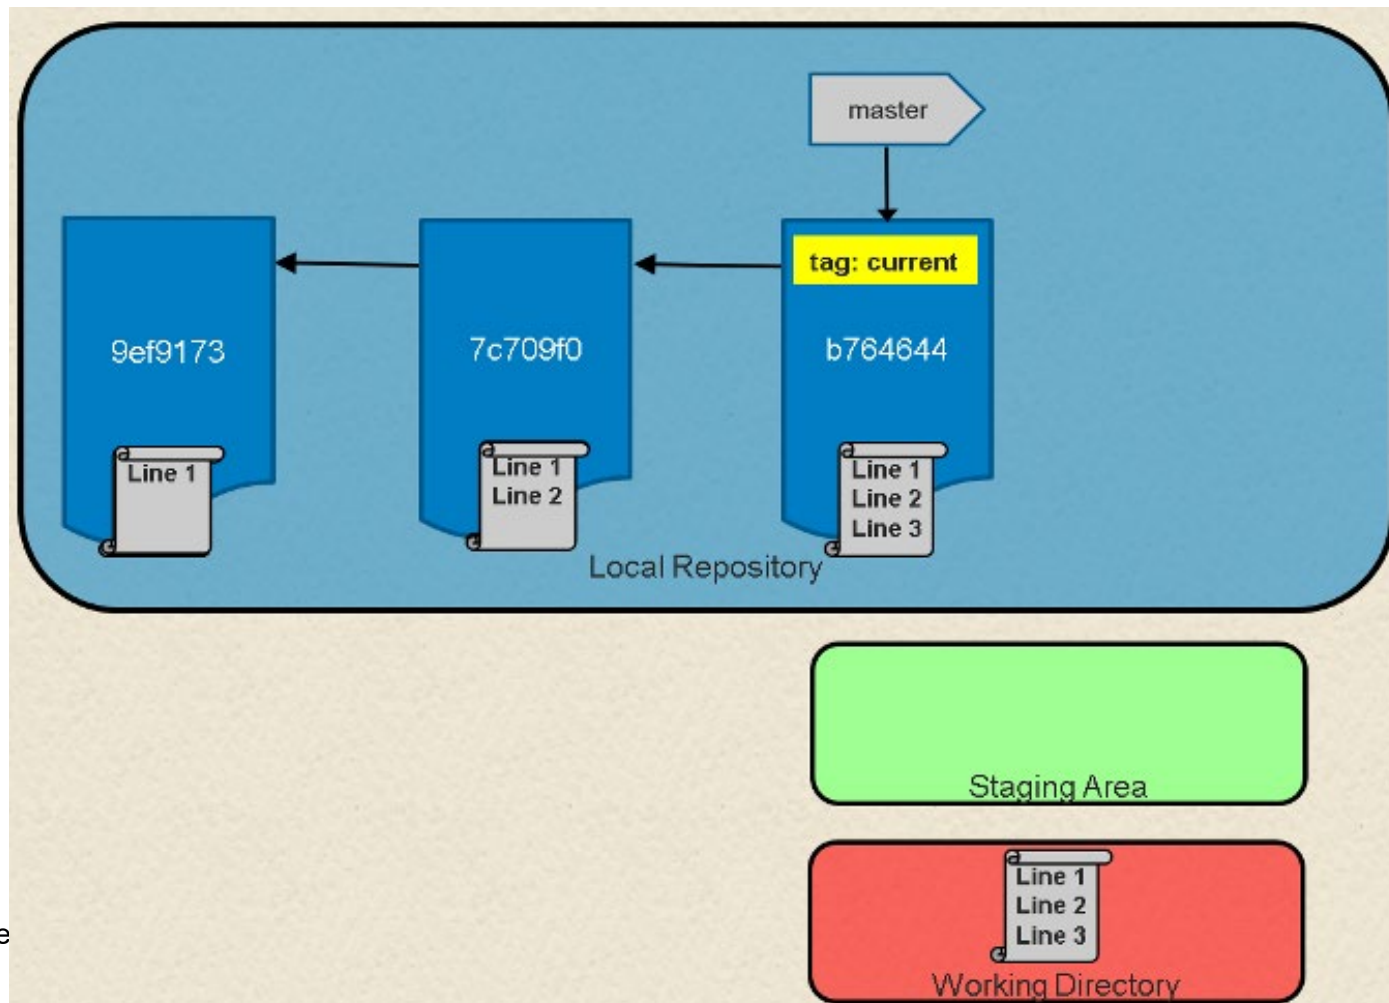 master
tag: current
9ef9173
7c709f0
b764644
Line 1
Line 1
Line 2
Line 1
Line 2
Line 3
Local Repository
Staging Area
Line 1
Line 2
Line 3
e
Working Directory